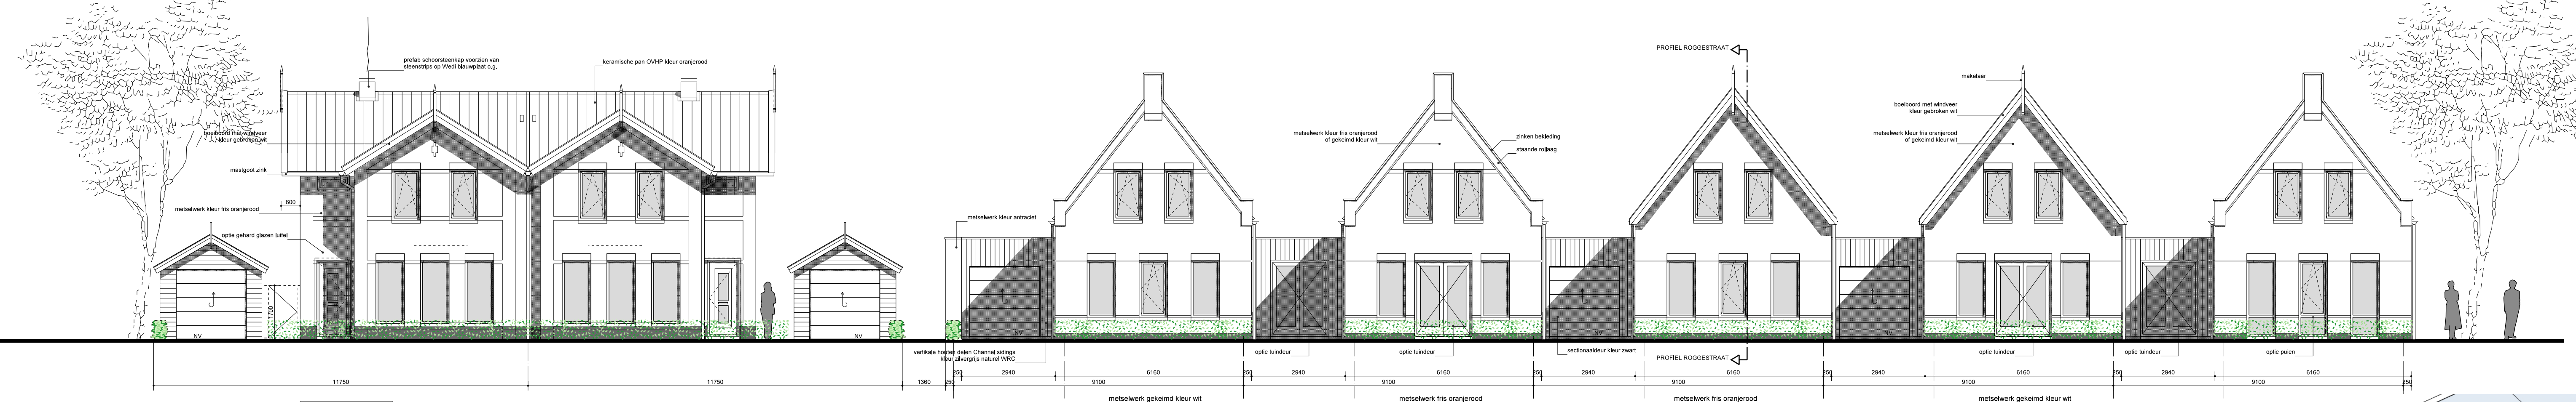 PROFIEL ROGGESTRAAT
prefab schoorsteenkap voorzien van
steenstrips op Wedi blauwplaat o.g.
keramische pan OVHP kleur oranjerood
makelaar
boeiboord met windveer
kleur gebroken wit
boeiboord met windveer
kleur gebroken wit
metselwerk kleur fris oranjerood
of gekeimd kleur wit
zinken bekleding
staande rollaag
metselwerk kleur fris oranjerood
of gekeimd kleur wit
mastgoot zink
600
metselwerk kleur fris oranjerood
metselwerk kleur antraciet
optie gehard glazen luifel
1700
NV
NV
NV
NV
NV
vertikale houten delen Channel sidings
kleur zilvergrijs naturel WRC
optie tuindeur
optie tuindeur
sectionaaldeur kleur zwart
PROFIEL ROGGESTRAAT
optie tuindeur
optie tuindeur
optie puien
250 2940 6160 250 2940 6160 250 2940 6160 250 2940 6160 250 2940 6160
11750 11750 1360 250 9100 9100 9100 9100 9100 250
metselwerk gekeimd kleur wit
metselwerk fris oranjerood
metselwerk fris oranjerood
metselwerk gekeimd kleur wit